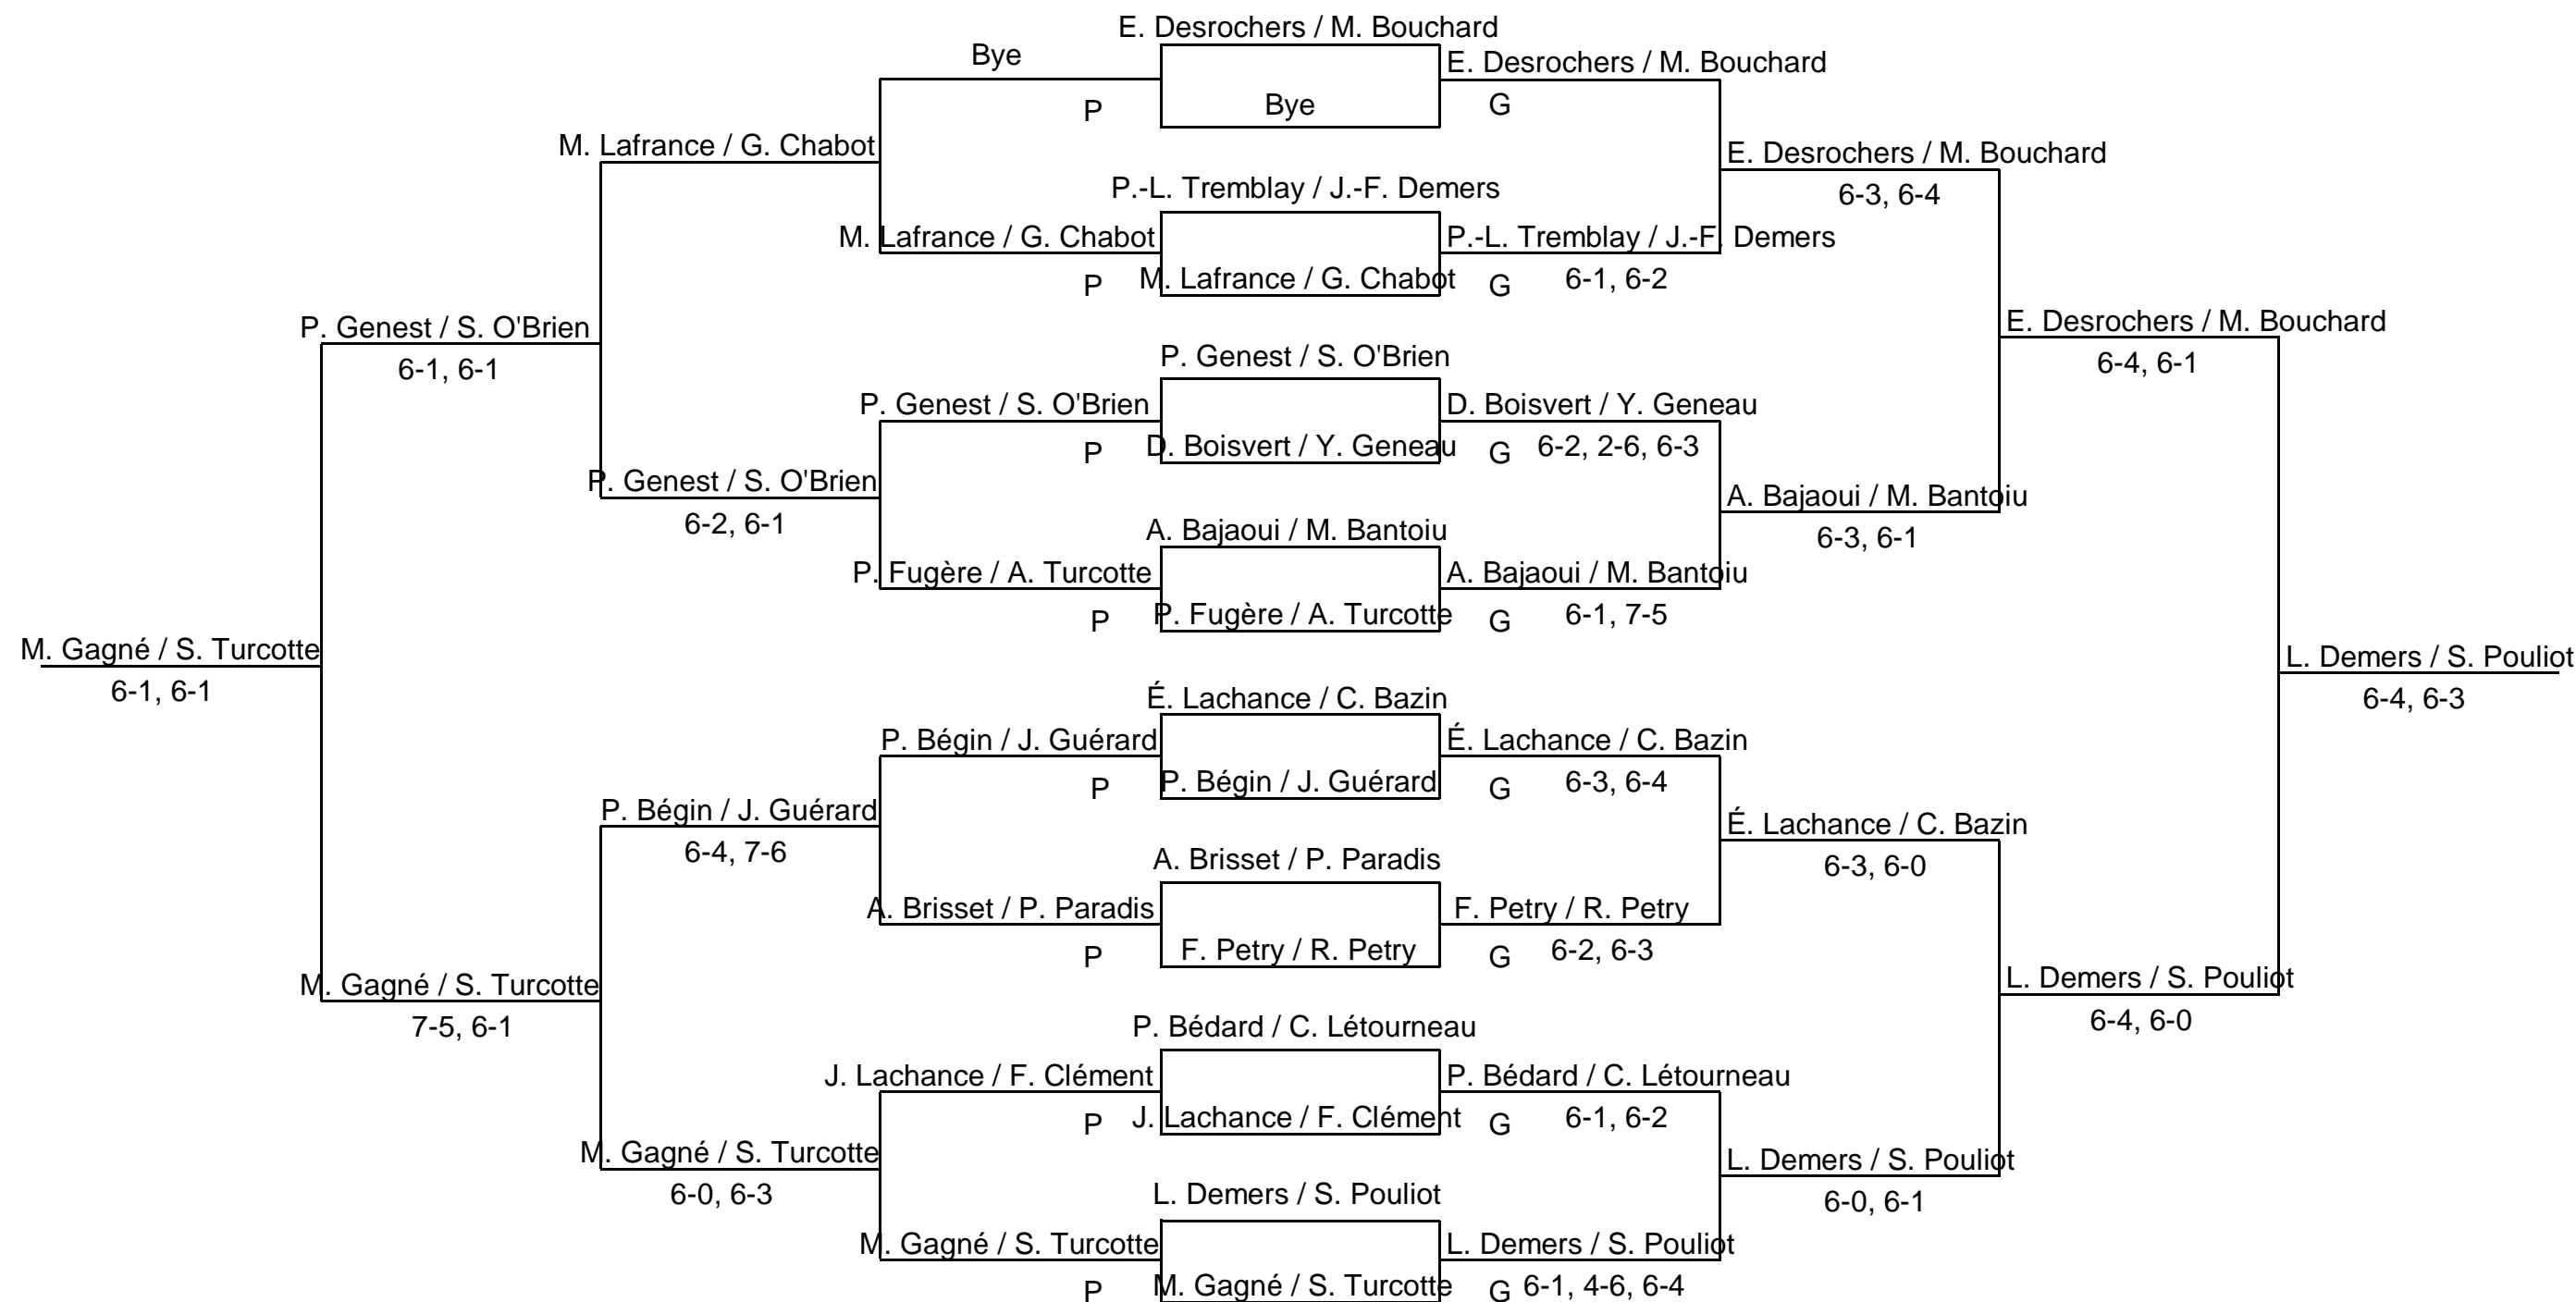 E. Desrochers / M. Bouchard
Bye
E. Desrochers / M. Bouchard
P
Bye
G
M. Lafrance / G. Chabot
E. Desrochers / M. Bouchard
P.-L. Tremblay / J.-F. Demers
6-3, 6-4
M. Lafrance / G. Chabot
P.-L. Tremblay / J.-F. Demers
P
M. Lafrance / G. Chabot
G
6-1, 6-2
P. Genest / S. O'Brien
E. Desrochers / M. Bouchard
6-1, 6-1
P. Genest / S. O'Brien
6-4, 6-1
P. Genest / S. O'Brien
D. Boisvert / Y. Geneau
P
D. Boisvert / Y. Geneau
G
6-2, 2-6, 6-3
P. Genest / S. O'Brien
A. Bajaoui / M. Bantoiu
6-2, 6-1
A. Bajaoui / M. Bantoiu
6-3, 6-1
P. Fugère / A. Turcotte
A. Bajaoui / M. Bantoiu
P
P. Fugère / A. Turcotte
G
6-1, 7-5
M. Gagné / S. Turcotte
L. Demers / S. Pouliot
6-1, 6-1
É. Lachance / C. Bazin
6-4, 6-3
P. Bégin / J. Guérard
É. Lachance / C. Bazin
P
P. Bégin / J. Guérard
G
6-3, 6-4
P. Bégin / J. Guérard
É. Lachance / C. Bazin
6-4, 7-6
A. Brisset / P. Paradis
6-3, 6-0
A. Brisset / P. Paradis
F. Petry / R. Petry
P
F. Petry / R. Petry
G
6-2, 6-3
M. Gagné / S. Turcotte
L. Demers / S. Pouliot
7-5, 6-1
P. Bédard / C. Létourneau
6-4, 6-0
J. Lachance / F. Clément
P. Bédard / C. Létourneau
P
J. Lachance / F. Clément
G
6-1, 6-2
M. Gagné / S. Turcotte
L. Demers / S. Pouliot
6-0, 6-3
L. Demers / S. Pouliot
6-0, 6-1
M. Gagné / S. Turcotte
L. Demers / S. Pouliot
P
M. Gagné / S. Turcotte
G
6-1, 4-6, 6-4